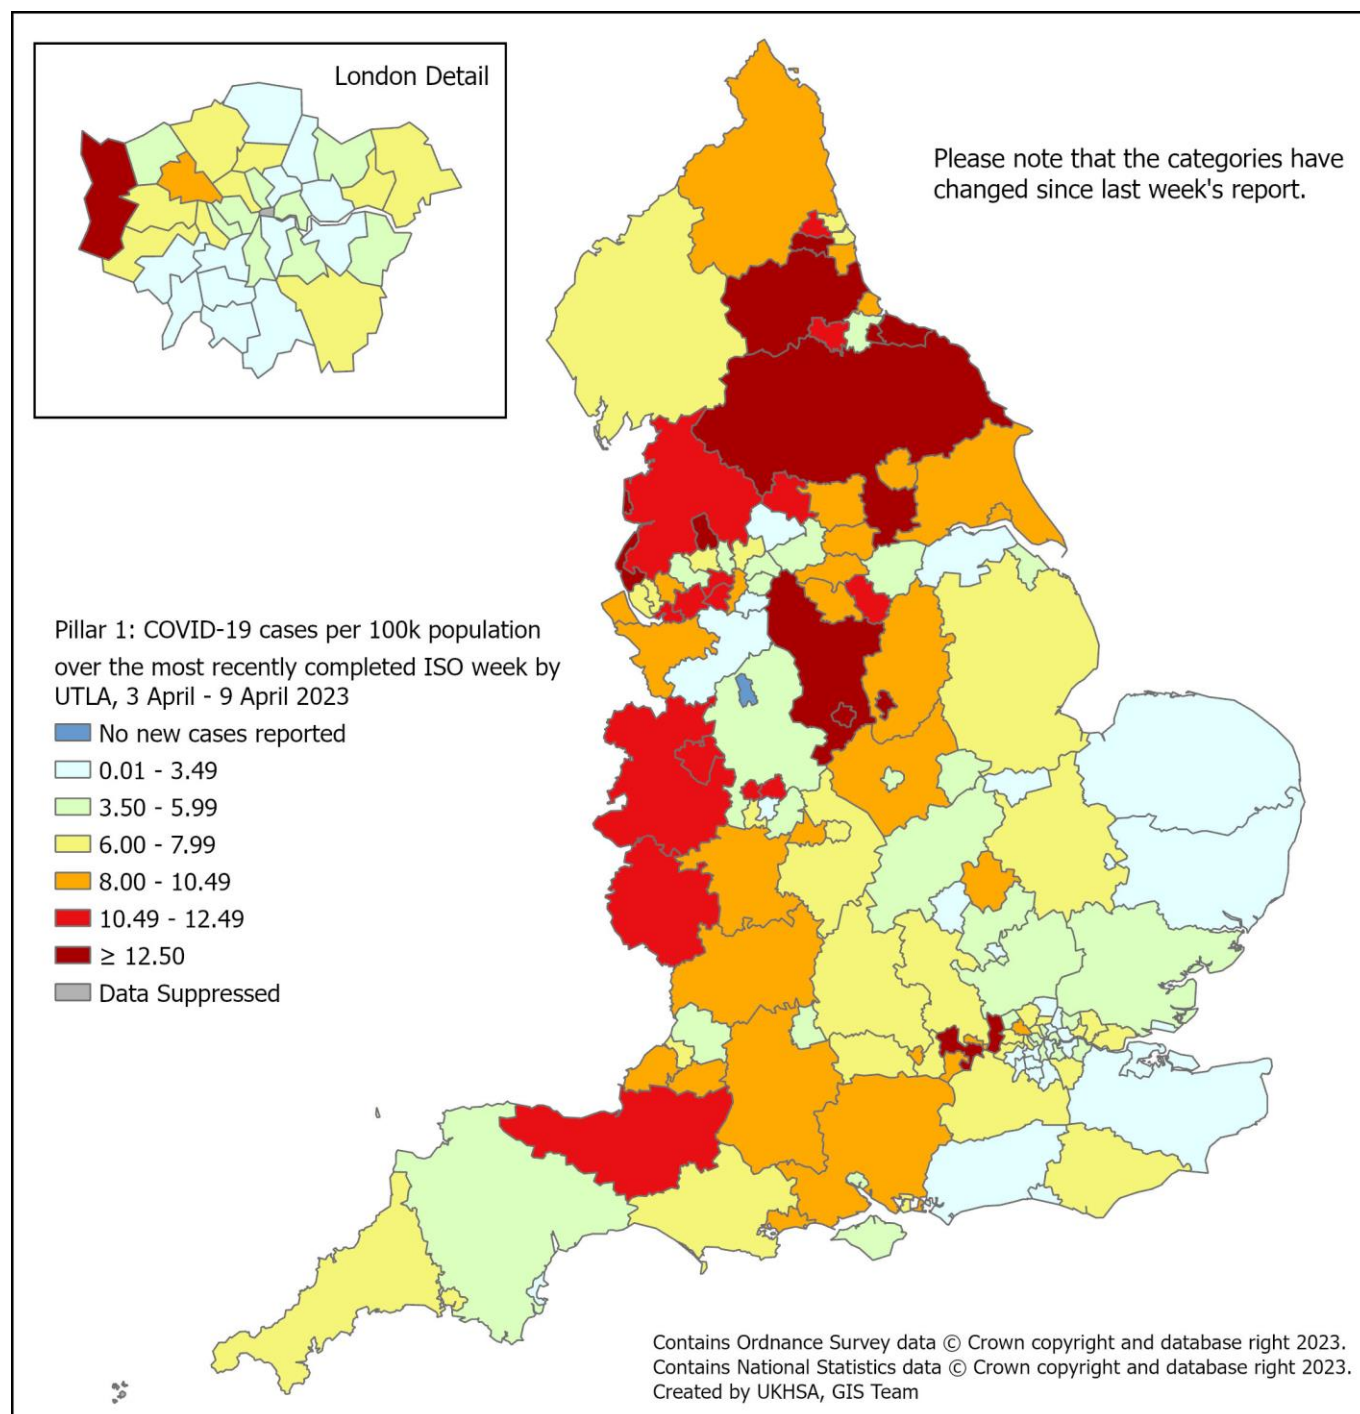 London Detail
Please note that the categories have
changed since last week's report.
Pillar 1: COVID-19 cases per 100k population
over the most recently completed ISO week by
UTLA, 3 April - 9 April 2023
No new cases reported
0.01 - 3.49
3.50 - 5.99
6.00 - 7.99
8.00 - 10.49
10.49 - 12.49
≥ 12.50
Data Suppressed
Contains Ordnance Survey data © Crown copyright and database right 2023.
Contains National Statistics data © Crown copyright and database right 2023.
Created by UKHSA, GIS Team